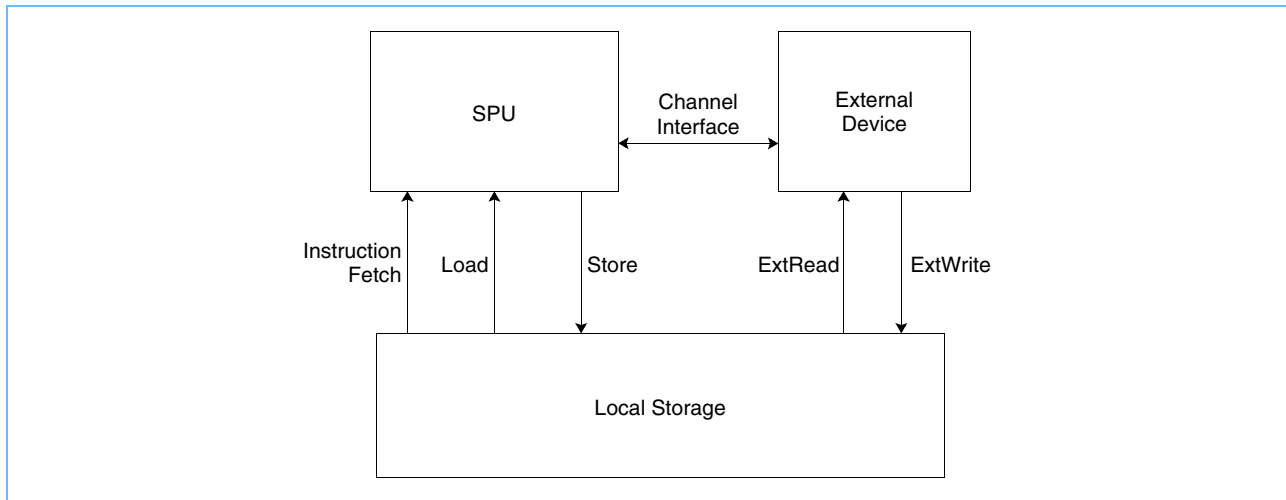 SPU
Channel
Interface
External
Device
Instruction
Fetch
Load
Store
ExtRead
ExtWrite
Local Storage